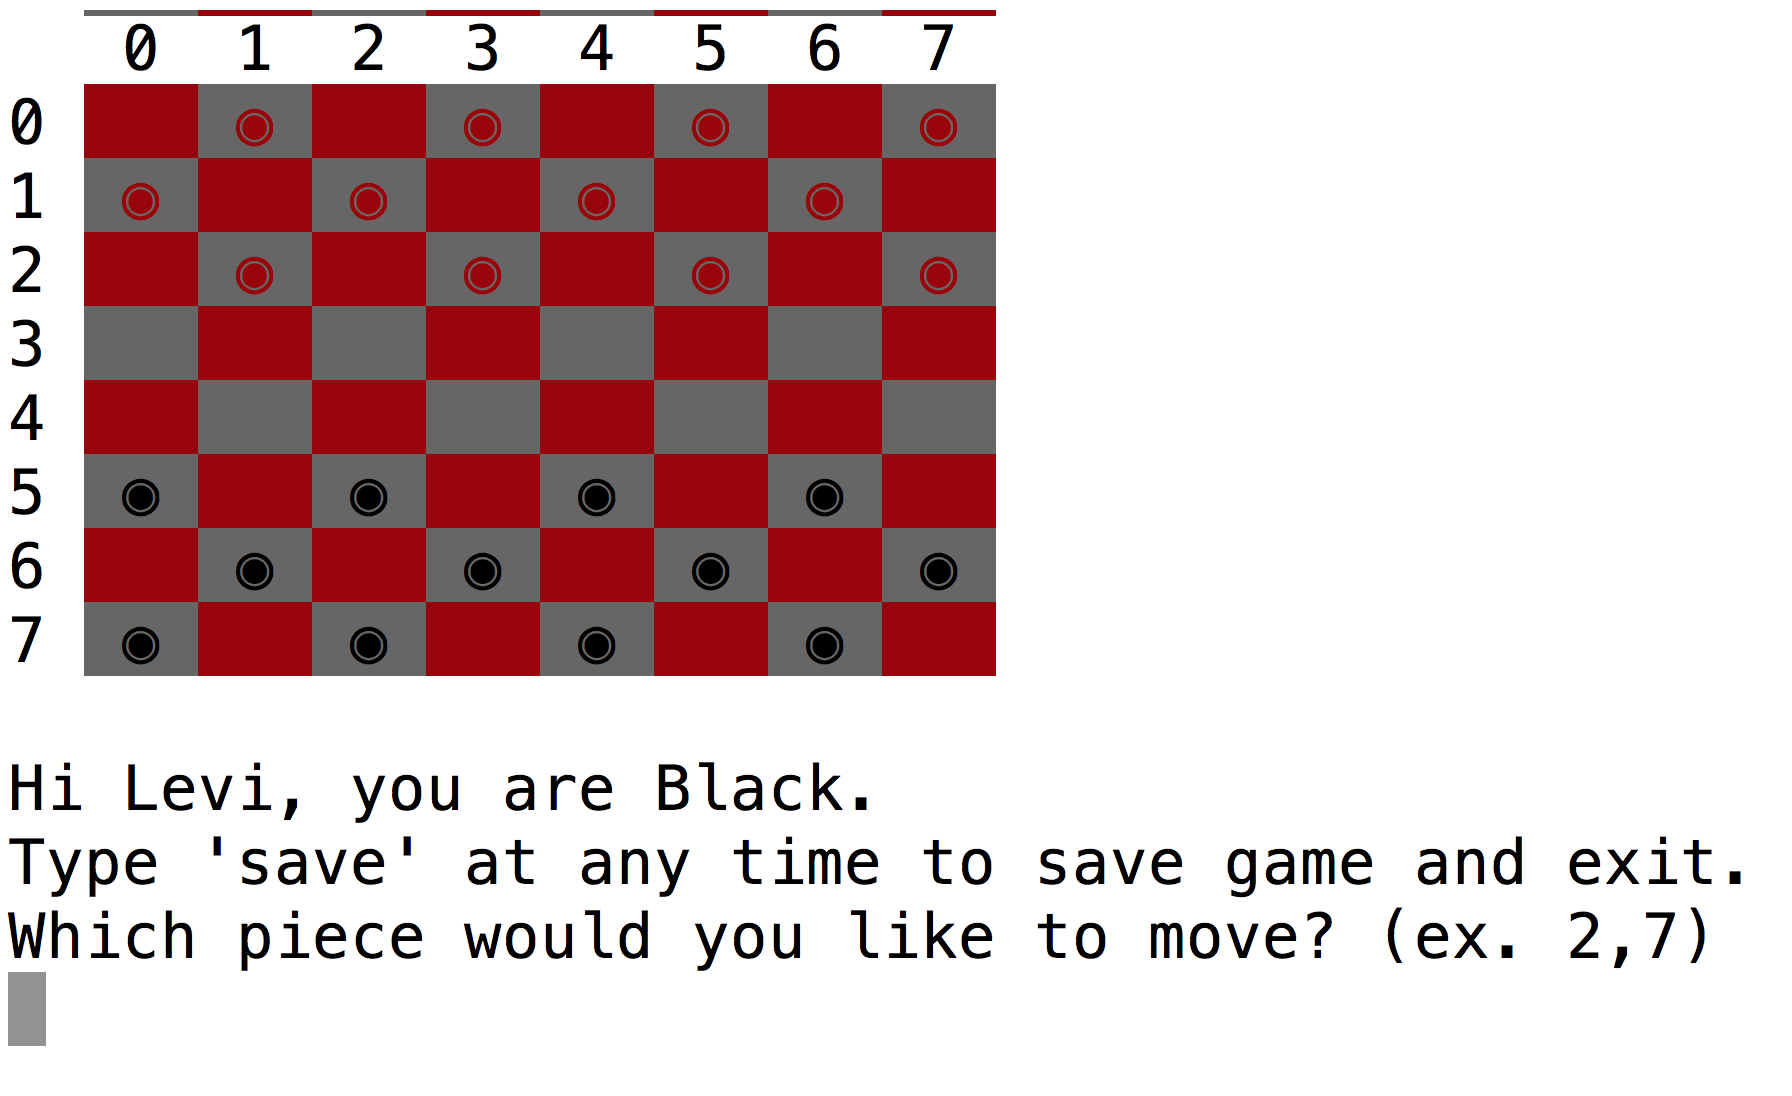 0 1 2 3 4 5 6 7
0
1
2
3
4
5
6
7
Hi Levi, you are Black.
Type 'save' at any time to save game and exit.
Which piece would you like to move? (ex. 2,7)